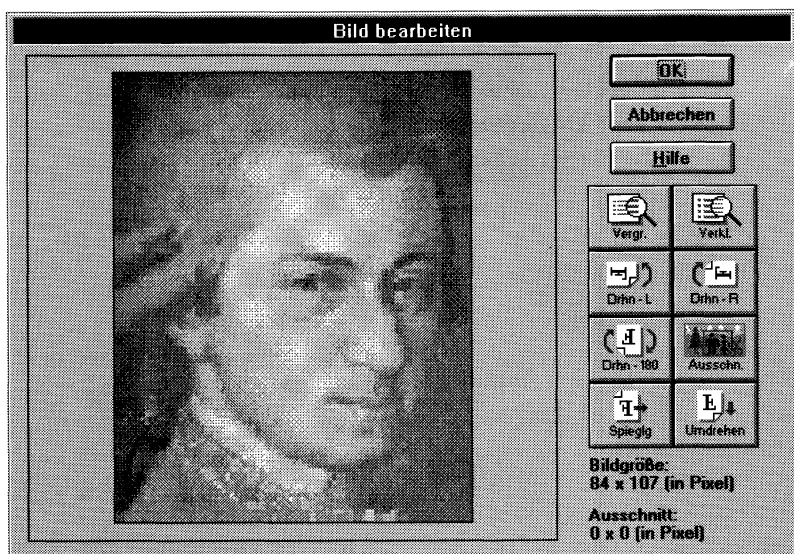 Bild bearbeiten
OK
Abbrechen
Hilfe
Vergr.
Verkl.
Drhn - L
Drhn - R
Drhn - 180
Ausschn.
Spieglg
Umdrehen
Bildgröße:
84 x 107 (in Pixel)
Ausschnitt:
0 x 0 (in Pixel)